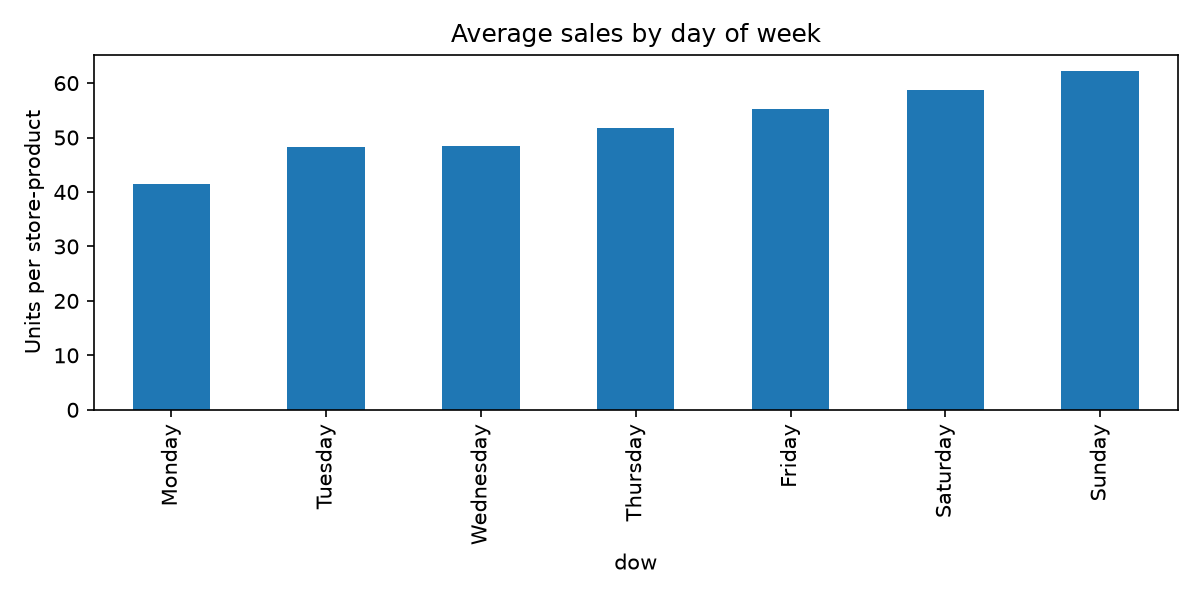 Average sales by day of week
Units per store-product
60
50
40
30
20
10
0
Monday
Tuesday
Wednesday
Thursday
Friday
Saturday
Sunday
dow